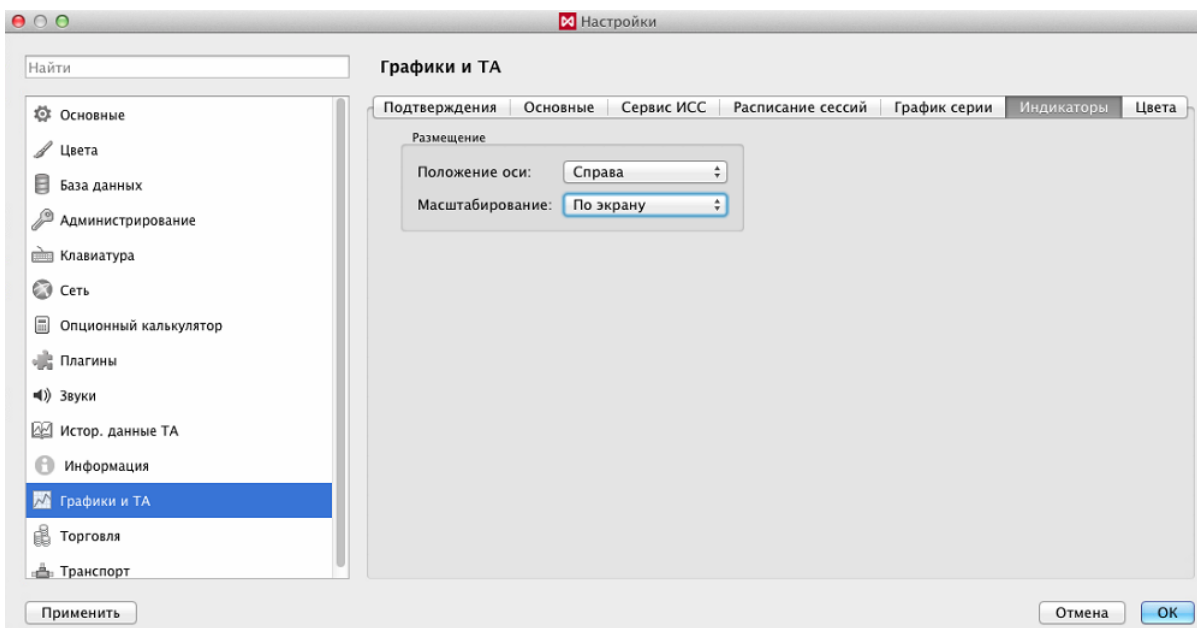 Настройки
Найти
Основные
Цвета
База данных
Администрирование
Клавиатура
Сеть
Опционный калькулятор
Плагины
Звуки
Истор. данные ТА
Информация
Графики и ТА
Торговля
Транспорт
Графики и ТА
Подтверждения Основные Сервис ИСС Расписание сессий График серии Индикаторы Цвета
Размещение
Положение оси: Справа
Масштабирование: По экрану
Применить Отмена OK